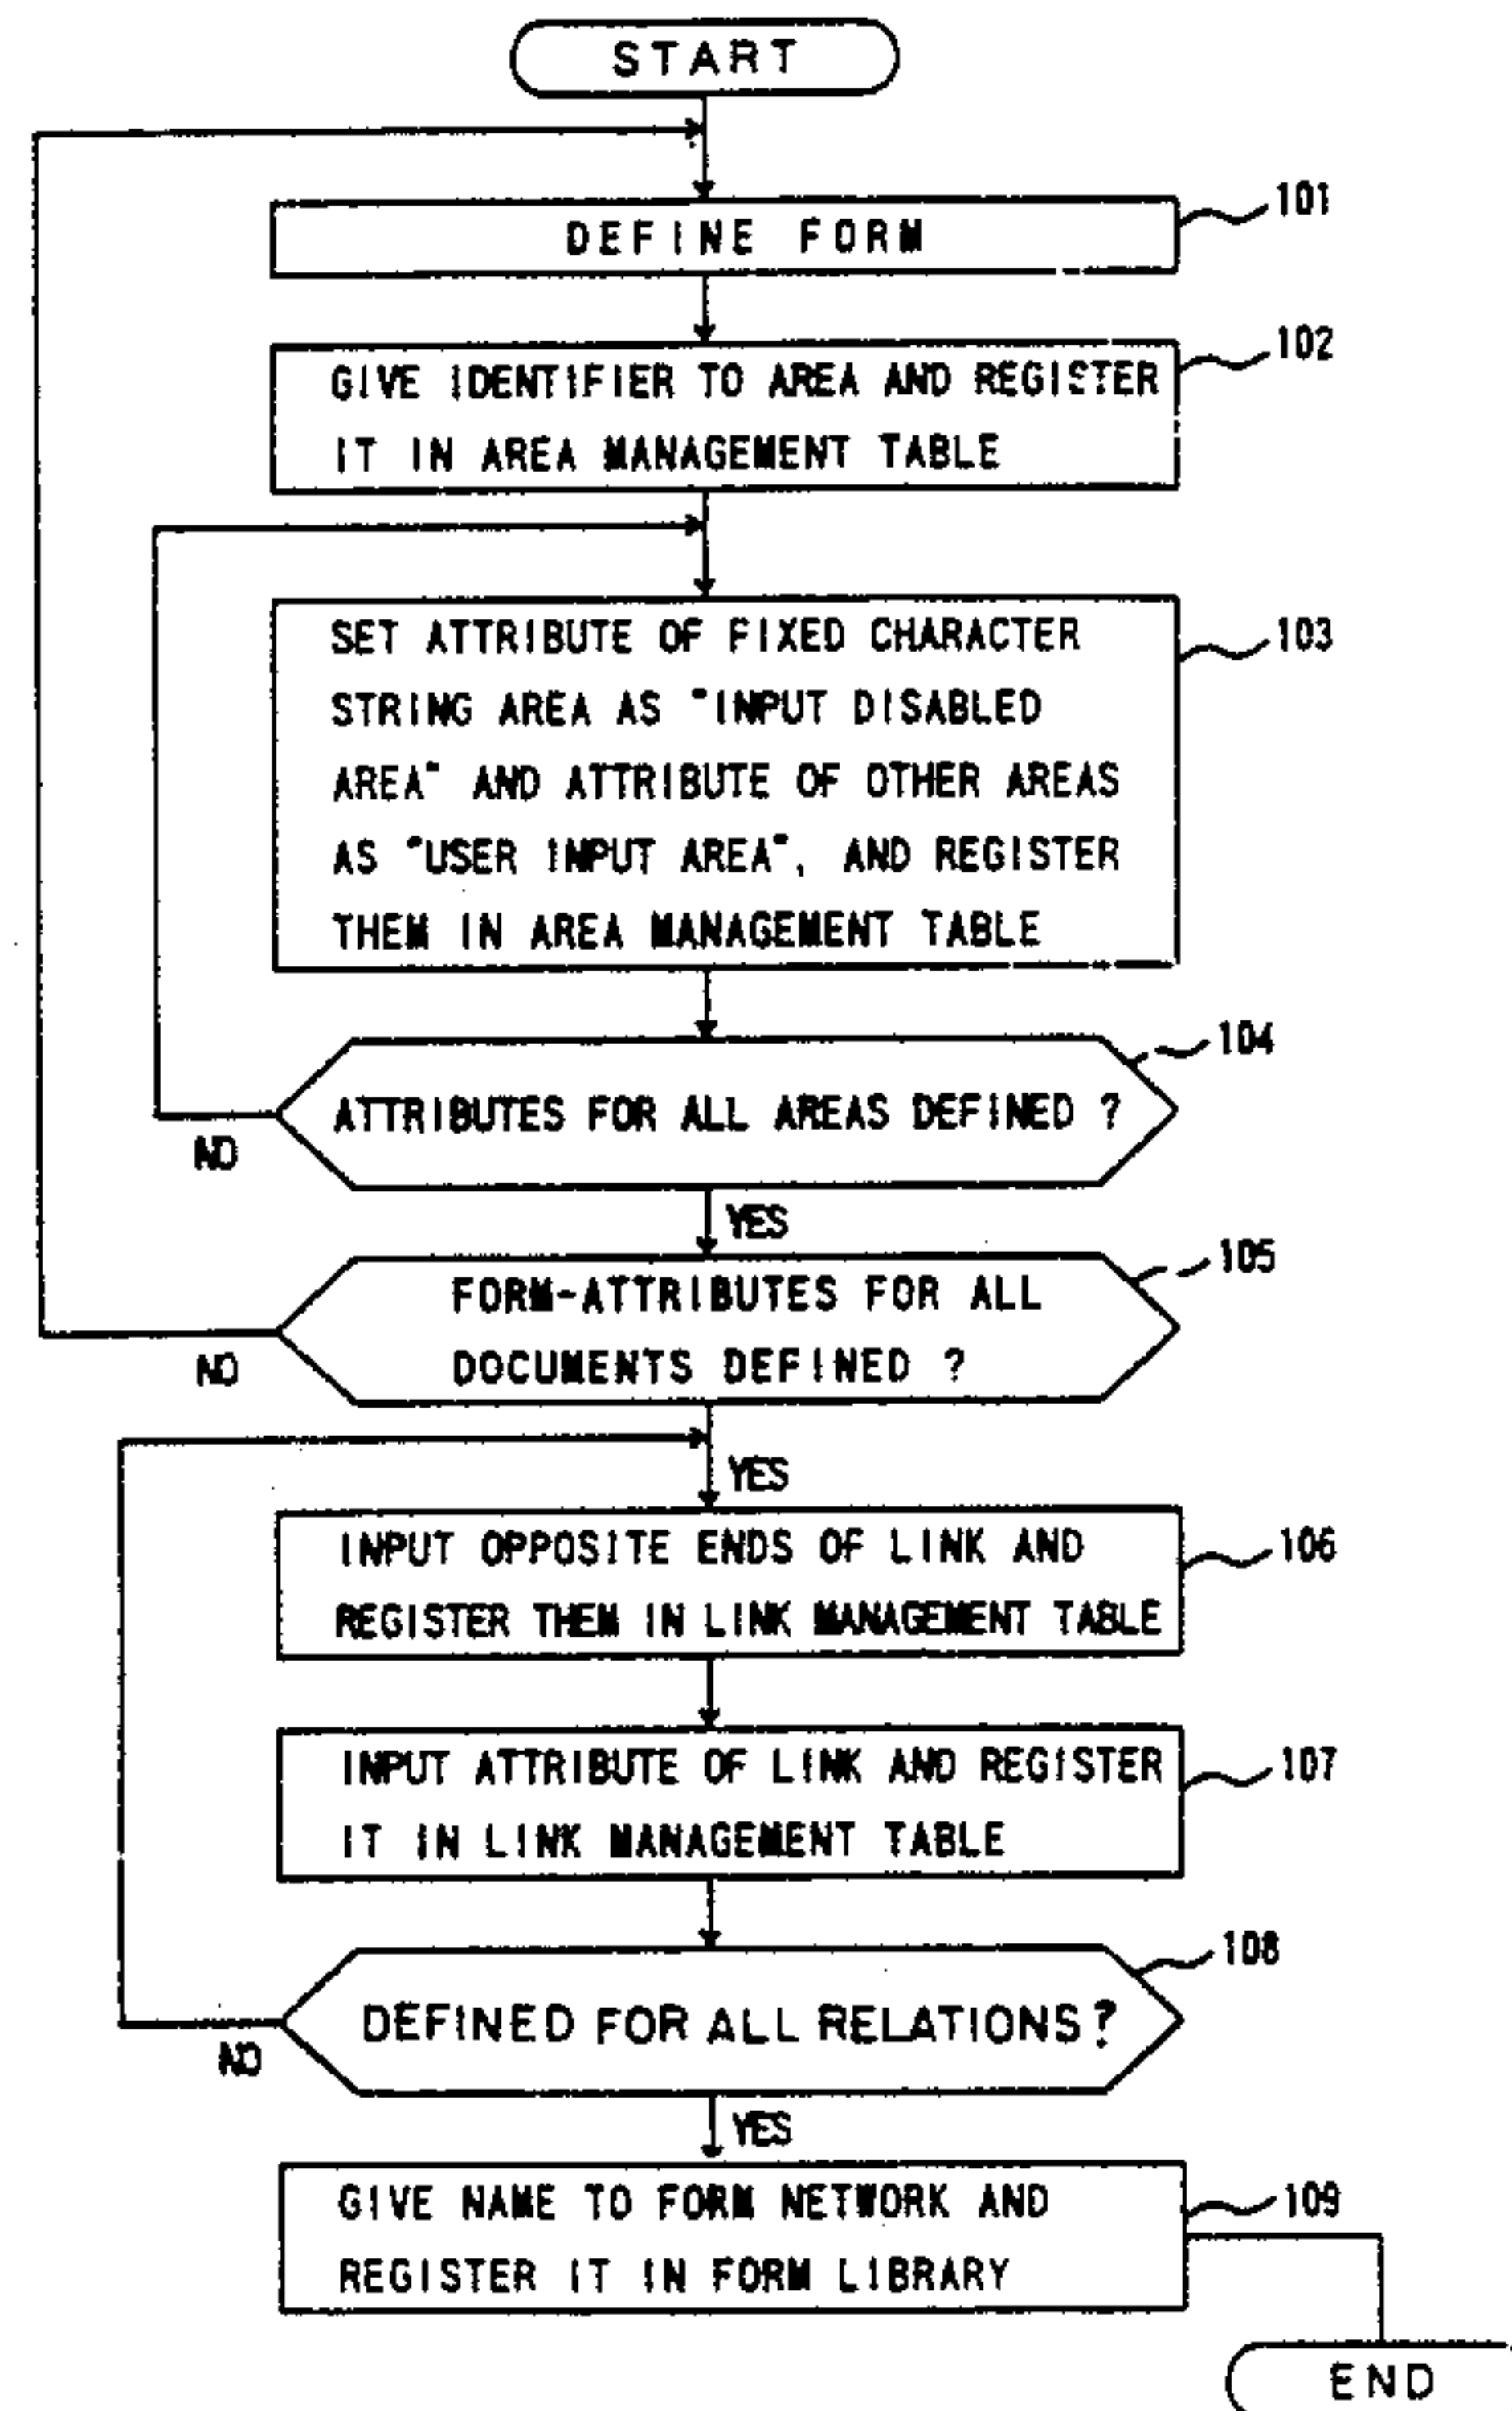 START
DEFINE FORM
101
GIVE IDENTIFIER TO AREA AND REGISTER
IT IN AREA MANAGEMENT TABLE
102
SET ATTRIBUTE OF FIXED CHARACTER
STRING AREA AS "INPUT DISABLED
AREA" AND ATTRIBUTE OF OTHER AREAS
AS "USER INPUT AREA", AND REGISTER
THEM IN AREA MANAGEMENT TABLE
103
ATTRIBUTES FOR ALL AREAS DEFINED ?
104
NO
YES
FORM-ATTRIBUTES FOR ALL
DOCUMENTS DEFINED ?
105
NO
YES
INPUT OPPOSITE ENDS OF LINK AND
REGISTER THEM IN LINK MANAGEMENT TABLE
106
INPUT ATTRIBUTE OF LINK AND REGISTER
IT IN LINK MANAGEMENT TABLE
107
DEFINED FOR ALL RELATIONS?
108
NO
YES
GIVE NAME TO FORM NETWORK AND
REGISTER IT IN FORM LIBRARY
109
END